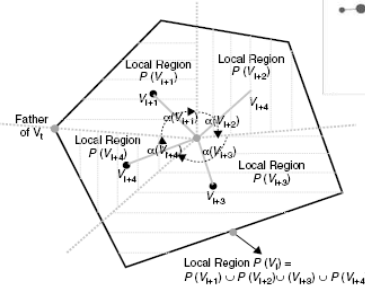 Local Region
P (V_{l+1})
V_{l+1}
Local Region
P (V_{l+2})
V_{l+4}
α(V_{l+1})
α(V_{l+2})
Father
of V_t
Local Region
P (V_{l+4})
V_{l+4}
α(V_{l+4})
α(V_{l+3})
Local Region
P (V_{l+3})
V_{l+3}
Local Region P (V_l) =
P (V_{l+1}) ∪ P (V_{l+2}) ∪ (V_{l+3}) ∪ P (V_{l+4}